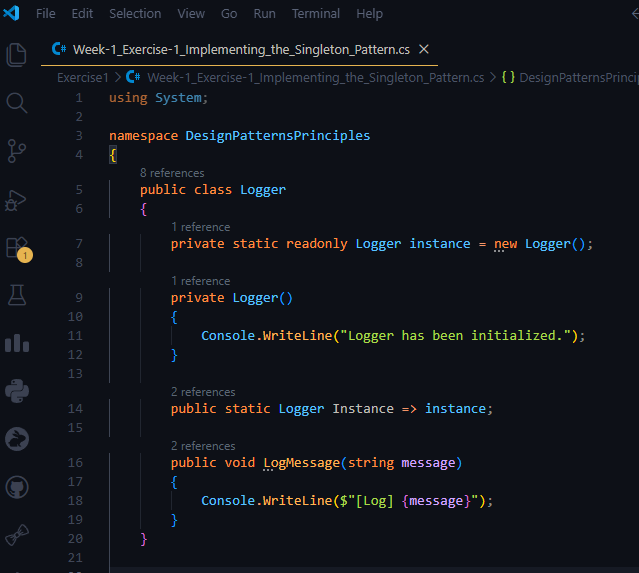 File Edit Selection View Go Run Terminal Help
C# Week-1_Exercise-1_Implementing_the_Singleton_Pattern.cs ×
Exercise1 > C# Week-1_Exercise-1_Implementing_the_Singleton_Pattern.cs > { } DesignPatternsPrinci
1 using System;
2
3 namespace DesignPatternsPrinciples
4 {
8 references
5 public class Logger
6 {
1 reference
7 private static readonly Logger instance = new Logger();
8
1 reference
9 private Logger()
10 {
11 Console.WriteLine("Logger has been initialized.");
12 }
13
2 references
14 public static Logger Instance => instance;
15
2 references
16 public void LogMessage(string message)
17 {
18 Console.WriteLine($"[Log] {message}");
19 }
20 }
21
1